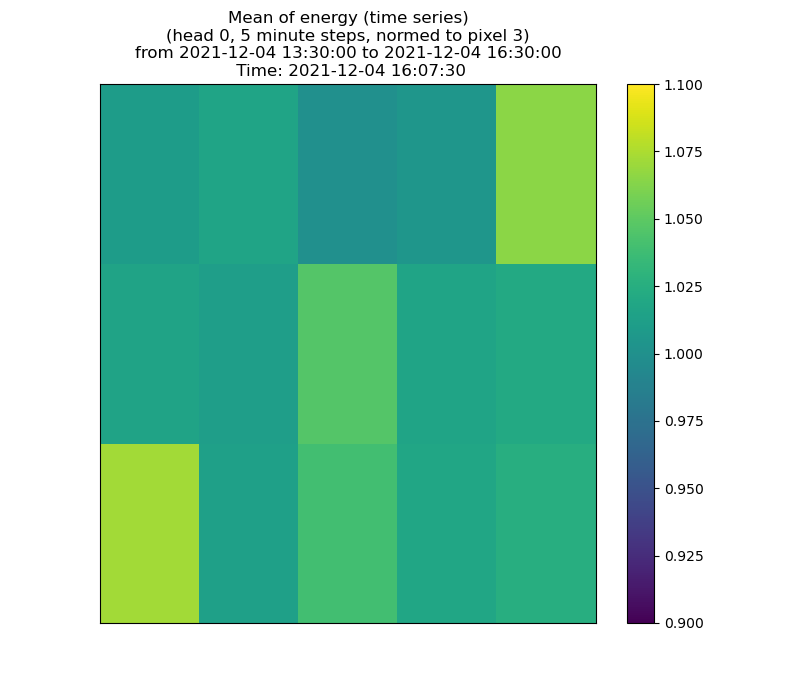 Mean of energy (time series)
(head 0, 5 minute steps, normed to pixel 3)
from 2021-12-04 13:30:00 to 2021-12-04 16:30:00
Time: 2021-12-04 16:07:30
1.100
1.075
1.050
1.025
1.000
0.975
0.950
0.925
0.900